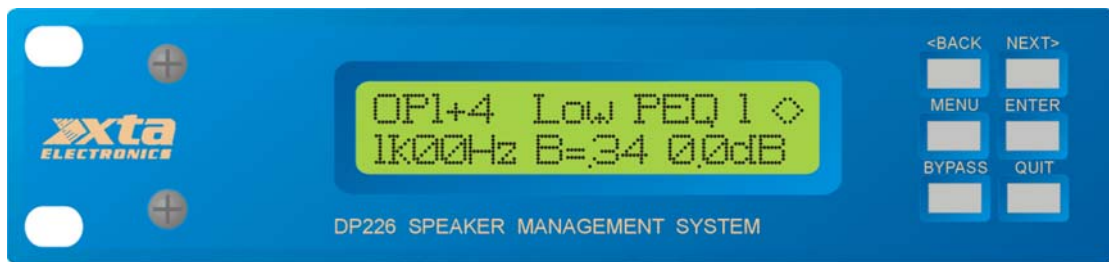 xta
ELECTRONICS
OP1+4 Low PEQ 1 ◇
1K00Hz B=.34 0.0dB
DP226 SPEAKER MANAGEMENT SYSTEM
<BACK NEXT>
MENU ENTER
BYPASS QUIT